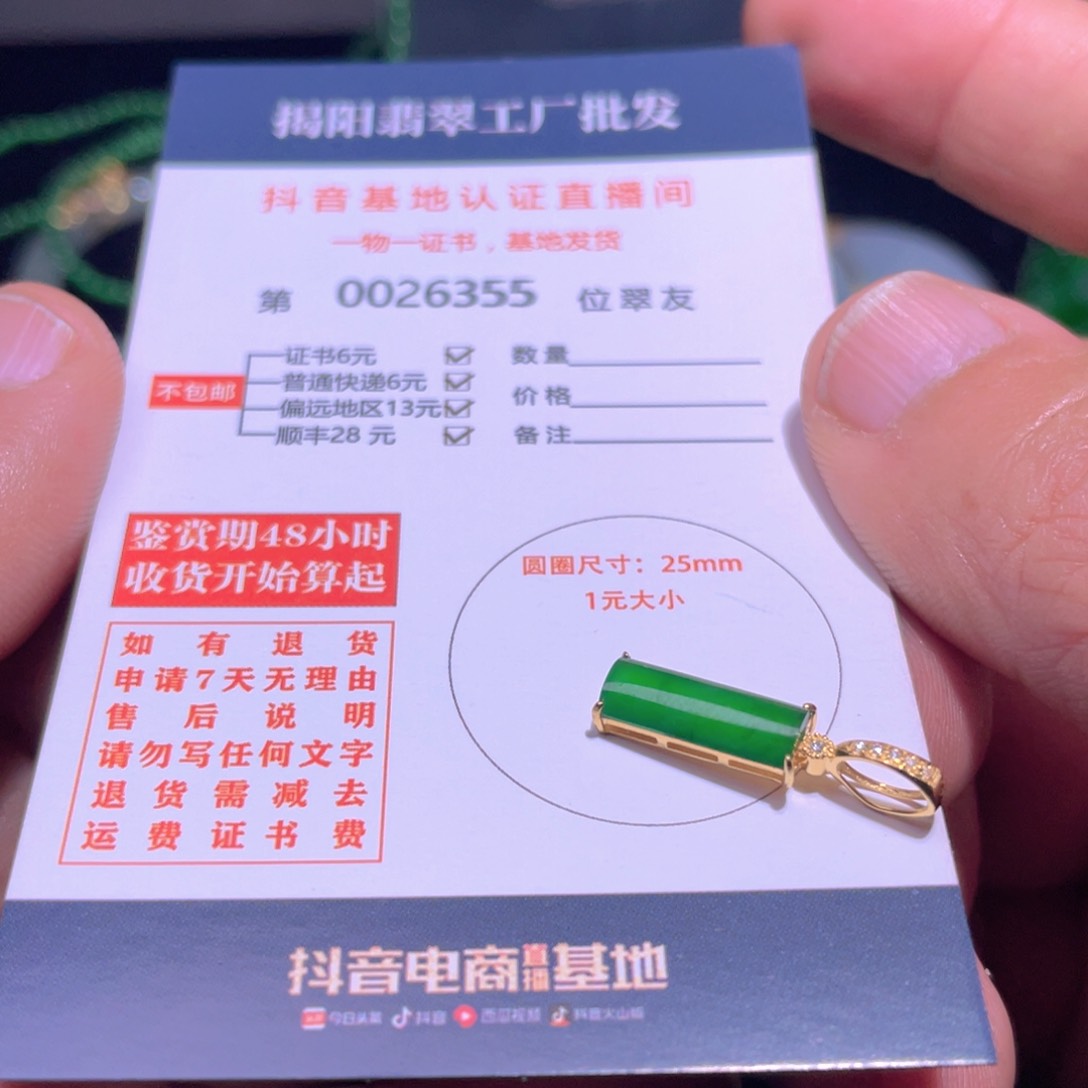 揭阳翡翠工厂批发
抖音基地认证直播间
一物一证书，基地发货
第 0026355 位翠友
不包邮
证书6元
普通快递6元
偏远地区13元
顺丰28 元
数量
价格
备注
鉴赏期48小时
收货开始算起
如有退货
申请7天无理由
售后说明
请勿写任何文字
退货需减去
运费证书费
圆圈尺寸：25mm
1元大小
抖音电商直播基地
今日头条 抖音 西瓜视频 抖音火山版